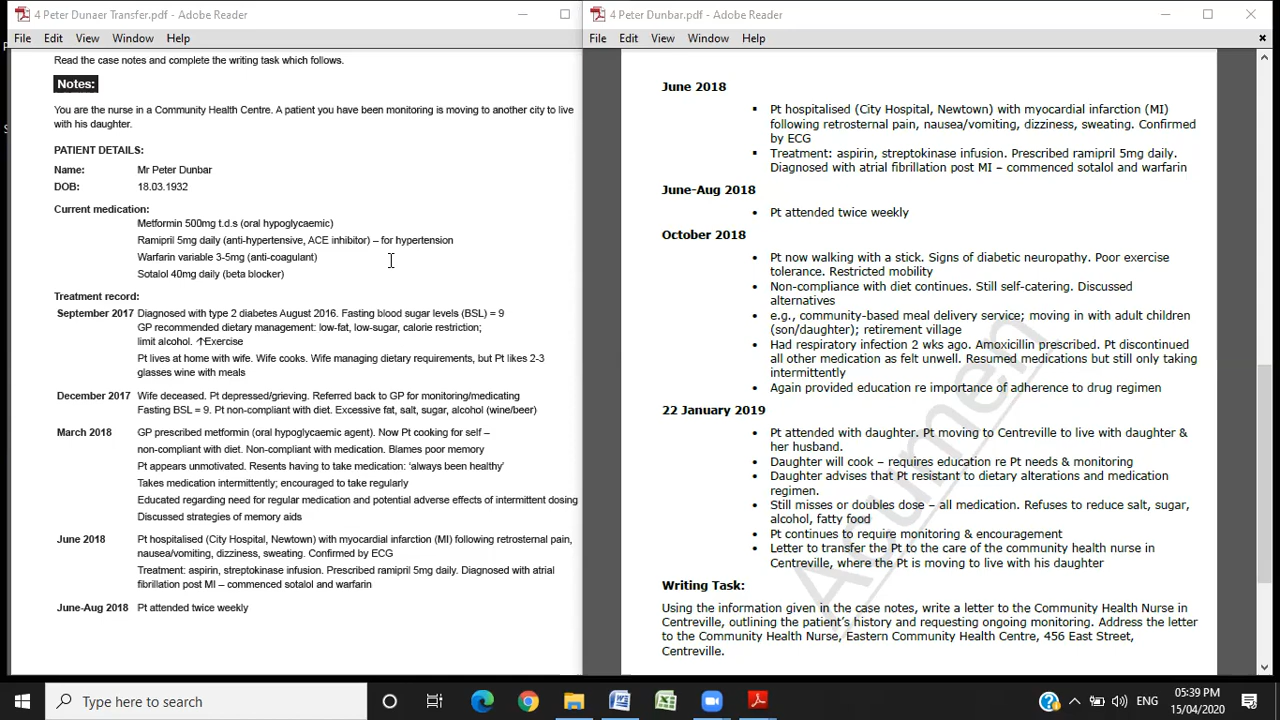 4 Peter Dunaer Transfer.pdf - Adobe Reader
File Edit View Window Help
Read the case notes and complete the writing task which follows.
Notes:
You are the nurse in a Community Health Centre. A patient you have been monitoring is moving to another city to live
with his daughter.
PATIENT DETAILS:
Name: Mr Peter Dunbar
DOB: 18.03.1932
Current medication:
Metformin 500mg t.d.s (oral hypoglycaemic)
Ramipril 5mg daily (anti-hypertensive, ACE inhibitor) – for hypertension
Warfarin variable 3-5mg (anti-coagulant)
Sotalol 40mg daily (beta blocker)
Treatment record:
September 2017 Diagnosed with type 2 diabetes August 2016. Fasting blood sugar levels (BSL) = 9
GP recommended dietary management: low-fat, low-sugar, calorie restriction;
limit alcohol. ↑Exercise
Pt lives at home with wife. Wife cooks. Wife managing dietary requirements, but Pt likes 2-3
glasses wine with meals
December 2017 Wife deceased. Pt depressed/grieving. Referred back to GP for monitoring/medicating
Fasting BSL = 9. Pt non-compliant with diet. Excessive fat, salt, sugar, alcohol (wine/beer)
March 2018 GP prescribed metformin (oral hypoglycaemic agent). Now Pt cooking for self –
non-compliant with diet. Non-compliant with medication. Blames poor memory
Pt appears unmotivated. Resents having to take medication: ‘always been healthy’
Takes medication intermittently; encouraged to take regularly
Educated regarding need for regular medication and potential adverse effects of intermittent dosing
Discussed strategies of memory aids
June 2018 Pt hospitalised (City Hospital, Newtown) with myocardial infarction (MI) following retrosternal pain,
nausea/vomiting, dizziness, sweating. Confirmed by ECG
Treatment: aspirin, streptokinase infusion. Prescribed ramipril 5mg daily. Diagnosed with atrial
fibrillation post MI – commenced sotalol and warfarin
June-Aug 2018 Pt attended twice weekly
4 Peter Dunbar.pdf - Adobe Reader
File Edit View Window Help
June 2018
▪ Pt hospitalised (City Hospital, Newtown) with myocardial infarction (MI)
following retrosternal pain, nausea/vomiting, dizziness, sweating. Confirmed
by ECG
▪ Treatment: aspirin, streptokinase infusion. Prescribed ramipril 5mg daily.
Diagnosed with atrial fibrillation post MI – commenced sotalol and warfarin
June-Aug 2018
• Pt attended twice weekly
October 2018
• Pt now walking with a stick. Signs of diabetic neuropathy. Poor exercise
tolerance. Restricted mobility
• Non-compliance with diet continues. Still self-catering. Discussed
alternatives
• e.g., community-based meal delivery service; moving in with adult children
(son/daughter); retirement village
• Had respiratory infection 2 wks ago. Amoxicillin prescribed. Pt discontinued
all other medication as felt unwell. Resumed medications but still only taking
intermittently
• Again provided education re importance of adherence to drug regimen
22 January 2019
• Pt attended with daughter. Pt moving to Centreville to live with daughter &
her husband.
• Daughter will cook – requires education re Pt needs & monitoring
• Daughter advises that Pt resistant to dietary alterations and medication
regimen.
• Still misses or doubles dose – all medication. Refuses to reduce salt, sugar,
alcohol, fatty food
• Pt continues to require monitoring & encouragement
• Letter to transfer the Pt to the care of the community health nurse in
Centreville, where the Pt is moving to live with his daughter
Writing Task:
Using the information given in the case notes, write a letter to the Community Health Nurse in
Centreville, outlining the patient’s history and requesting ongoing monitoring. Address the letter
to the Community Health Nurse, Eastern Community Health Centre, 456 East Street,
Centreville.
Acumen
Type here to search
ENG
05:39 PM
15/04/2020